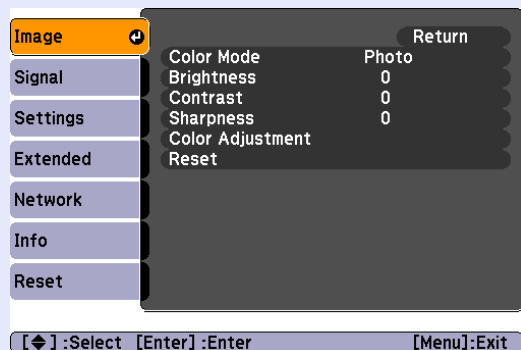 Image
Signal
Settings
Extended
Network
Info
Reset
Return
Color Mode Photo
Brightness 0
Contrast 0
Sharpness 0
Color Adjustment
Reset
[◆] :Select [Enter] :Enter [Menu]:Exit